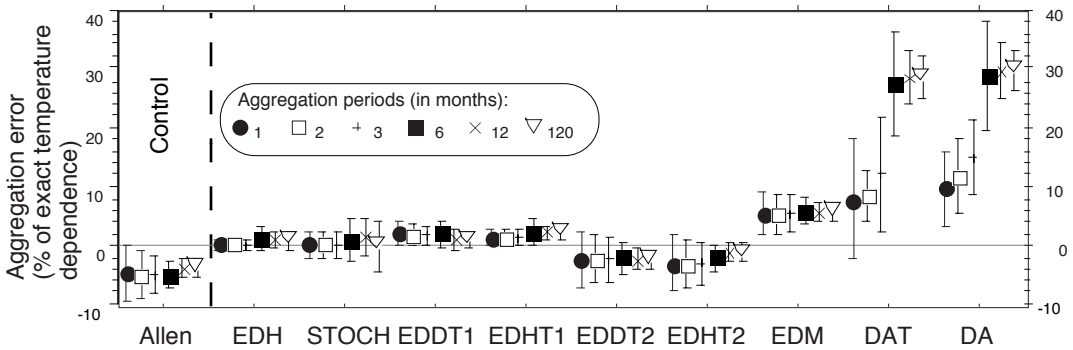 Aggregation error
(% of exact temperature
dependence)
40
30
20
10
0
-10
40
30
20
10
0
-10
Control
Aggregation periods (in months):
1 2 3 6 12 120
Allen EDH STOCH EDDT1 EDHT1 EDDT2 EDHT2 EDM DAT DA